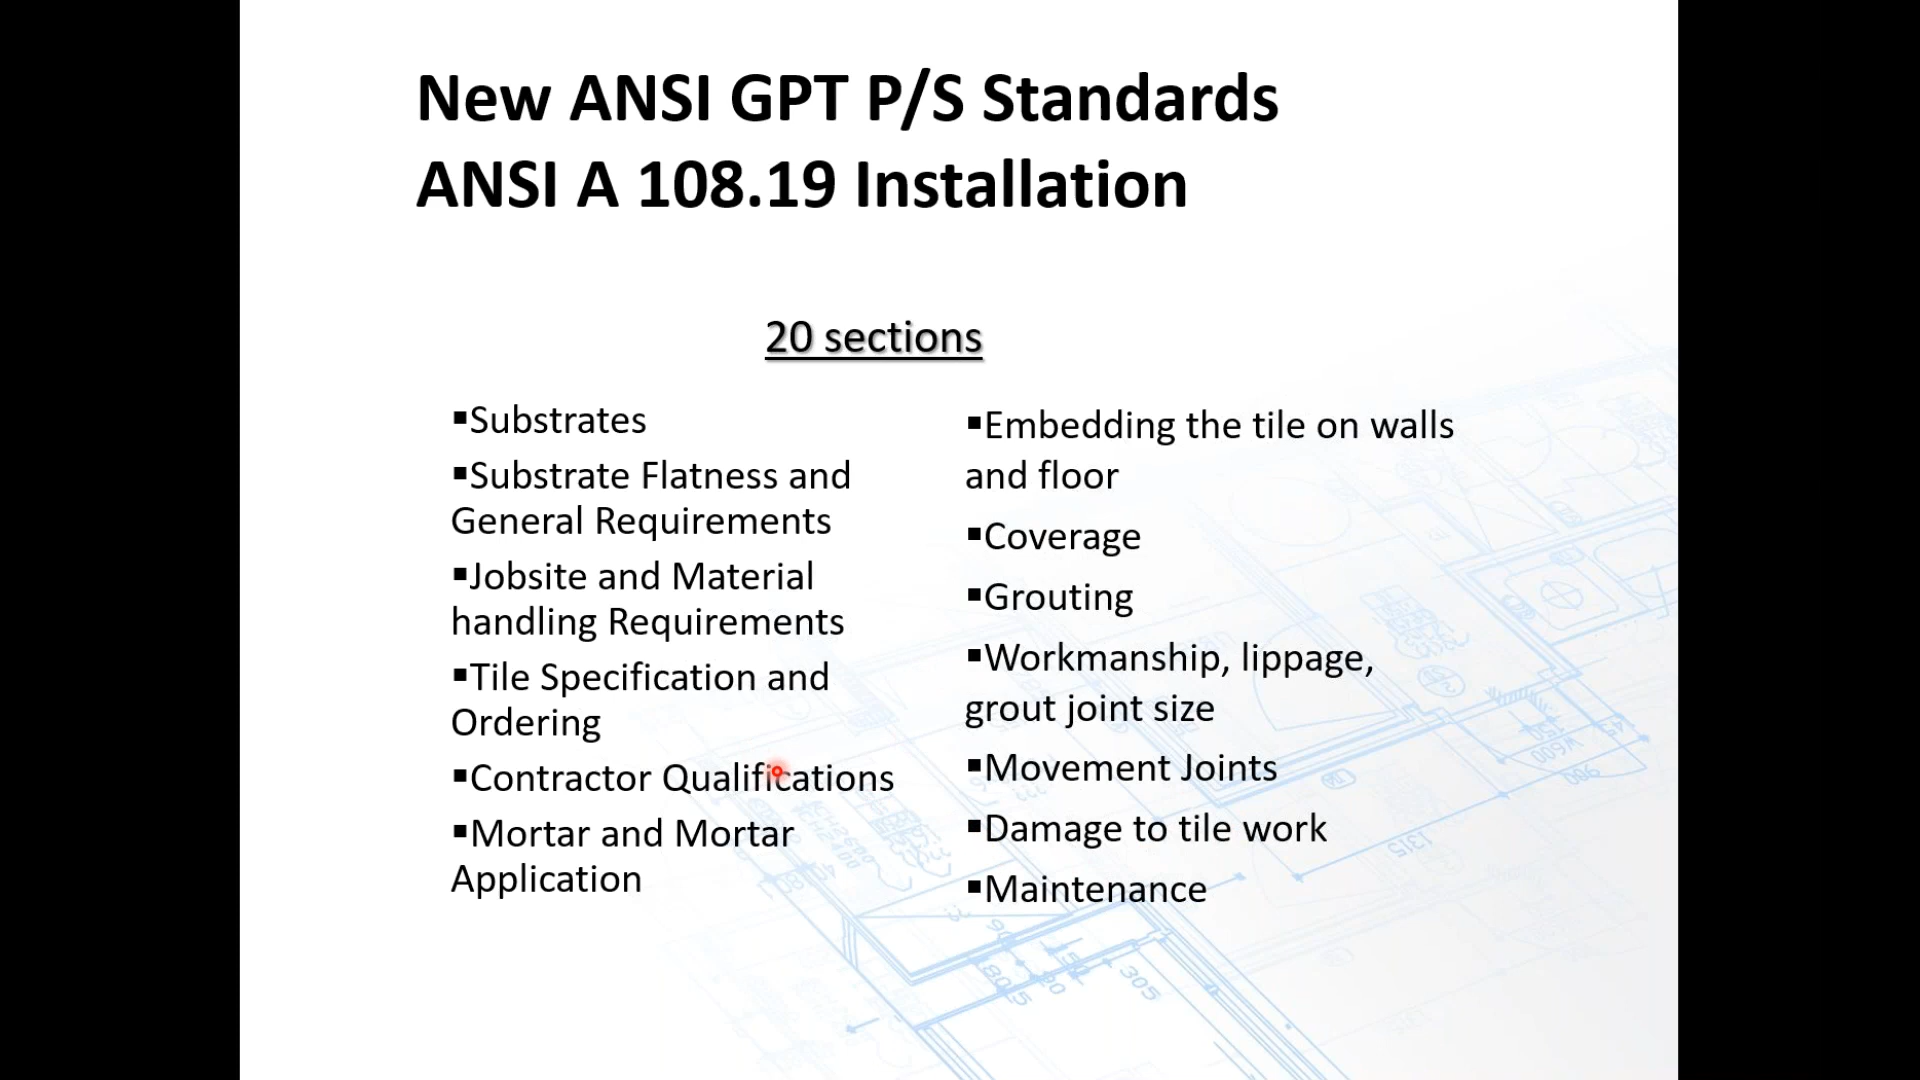 New ANSI GPT P/S Standards
ANSI A 108.19 Installation
20 sections
▪Substrates
▪Substrate Flatness and
General Requirements
▪Jobsite and Material
handling Requirements
▪Tile Specification and
Ordering
▪Contractor Qualifications
▪Mortar and Mortar
Application
▪Embedding the tile on walls
and floor
▪Coverage
▪Grouting
▪Workmanship, lippage,
grout joint size
▪Movement Joints
▪Damage to tile work
▪Maintenance
1315
305